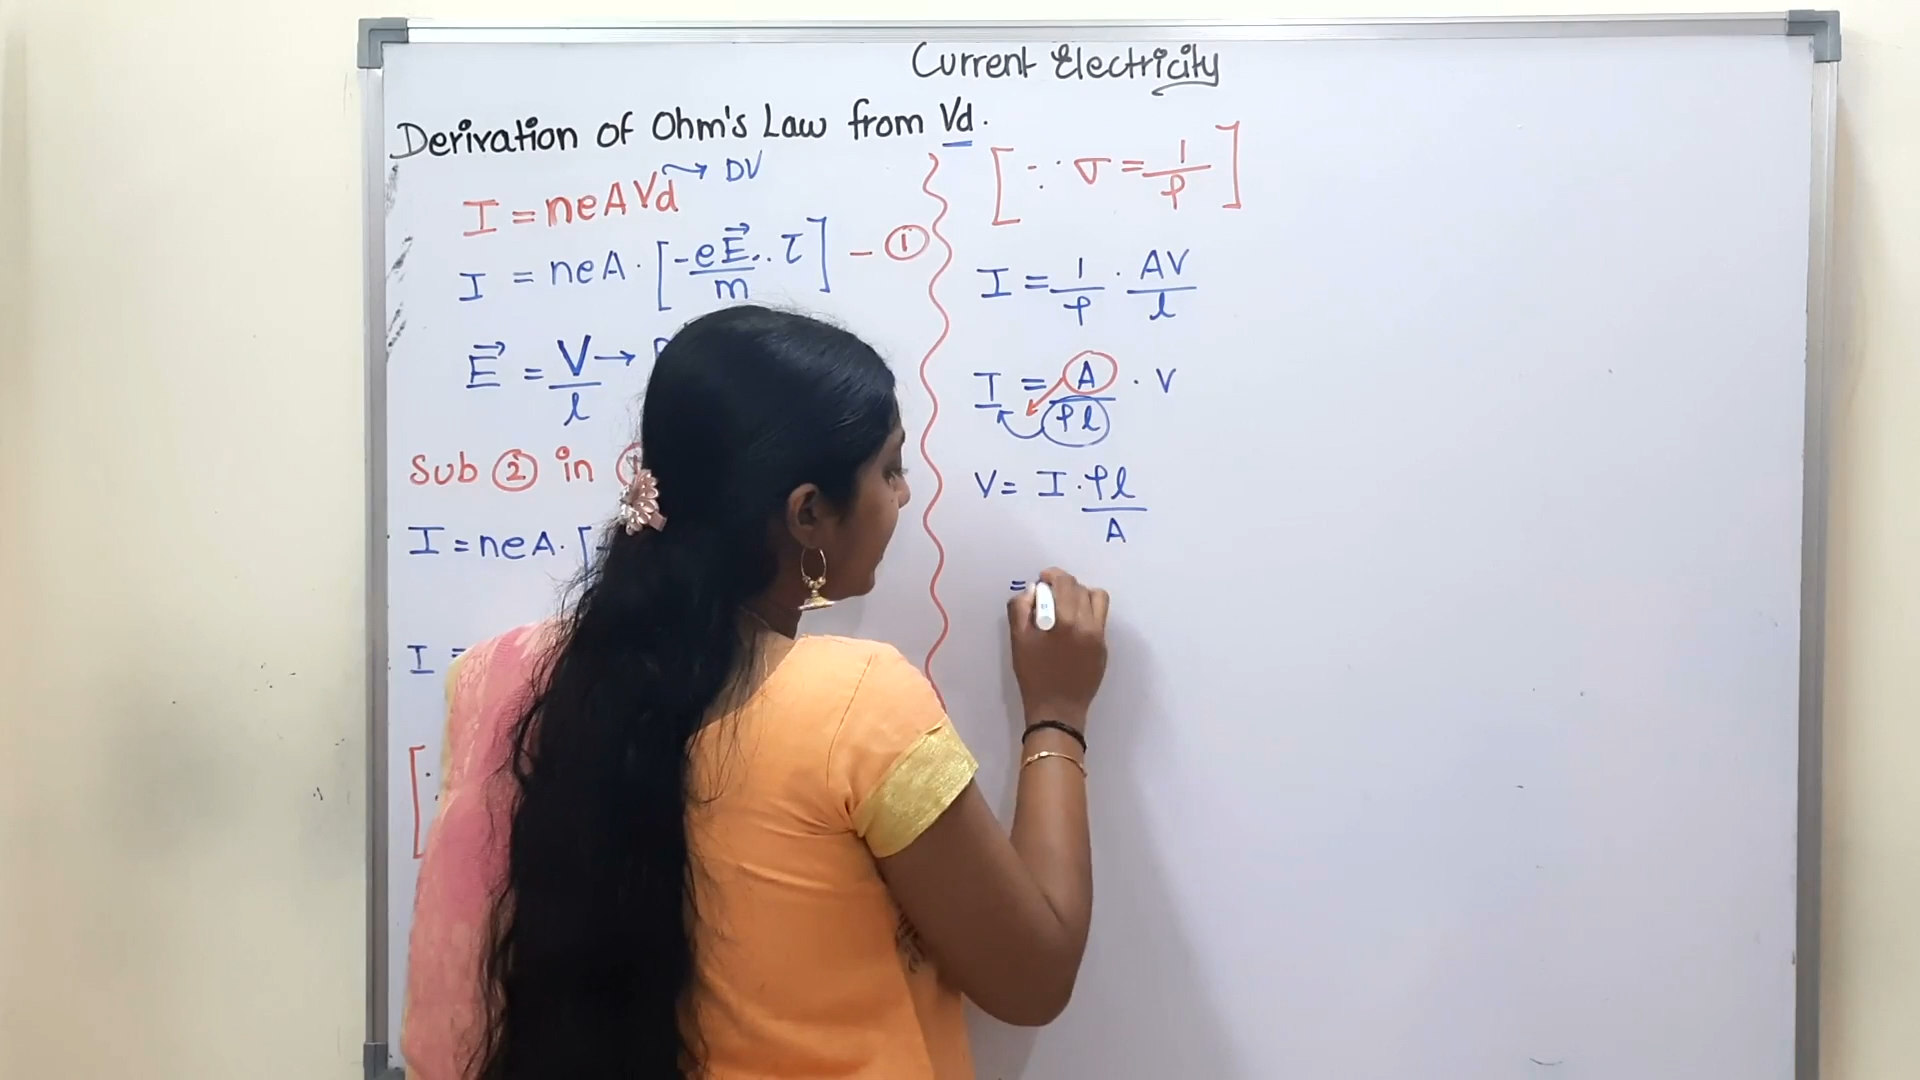 Current Electricity
Derivation of Ohm's Law from Vd.
I = neAVd → DV
I = neA · [-eE⃗/m .. τ] - ①
E⃗ = V/l →
Sub ② in
I = neA · [-
I =
[∵ σ = 1/ρ]
I = 1/ρ · AV/l
I = A/ρl · V
V = I · ρl/A
=